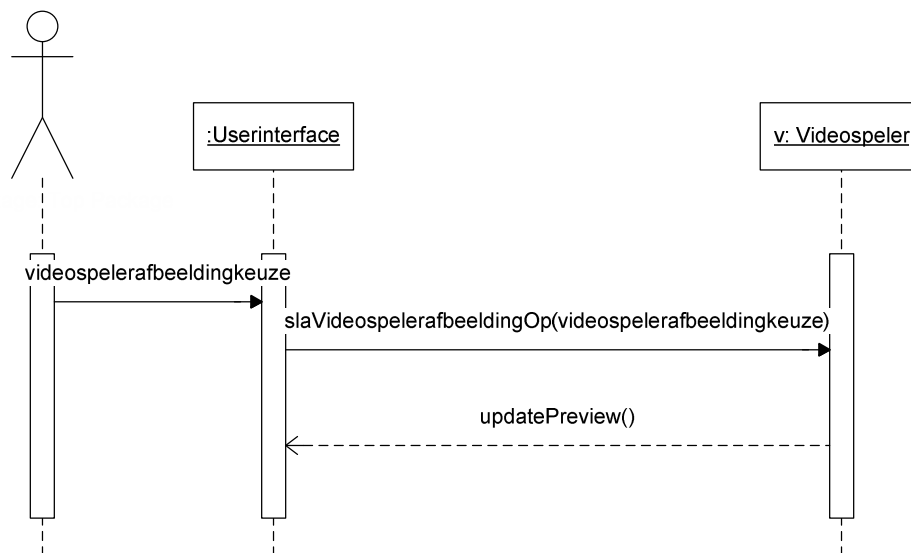 :Userinterface
v: Videospeler
videospelerafbeeldingkeuze
slaVideospelerafbeeldingOp(videospelerafbeeldingkeuze)
updatePreview()